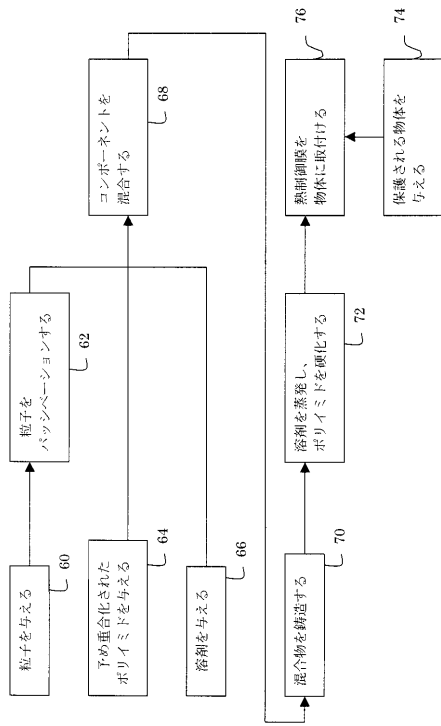 粒子を与える
60
粒子を
パッシベーションする
62
予め重合化された
ポリイミドを与える
64
溶剤を与える
66
コンポーネントを
混合する
68
混合物を鋳造する
70
溶剤を蒸発し、
ポリイミドを硬化する
72
熱制御膜を
物体に取付ける
76
保護される物体を
与える
74